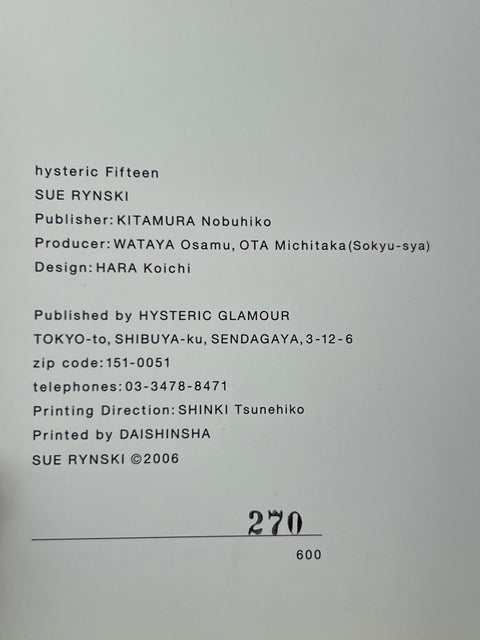 hysteric Fifteen
SUE RYNSKI
Publisher:KITAMURA Nobuhiko
Producer:WATAYA Osamu, OTA Michitaka(Sokyu-sya)
Design:HARA Koichi
Published by HYSTERIC GLAMOUR
TOKYO-to, SHIBUYA-ku, SENDAGAYA, 3-12-6
zip code:151-0051
telephones:03-3478-8471
Printing Direction:SHINKI Tsunehiko
Printed by DAISHINSHA
SUE RYNSKI ©2006
270
600